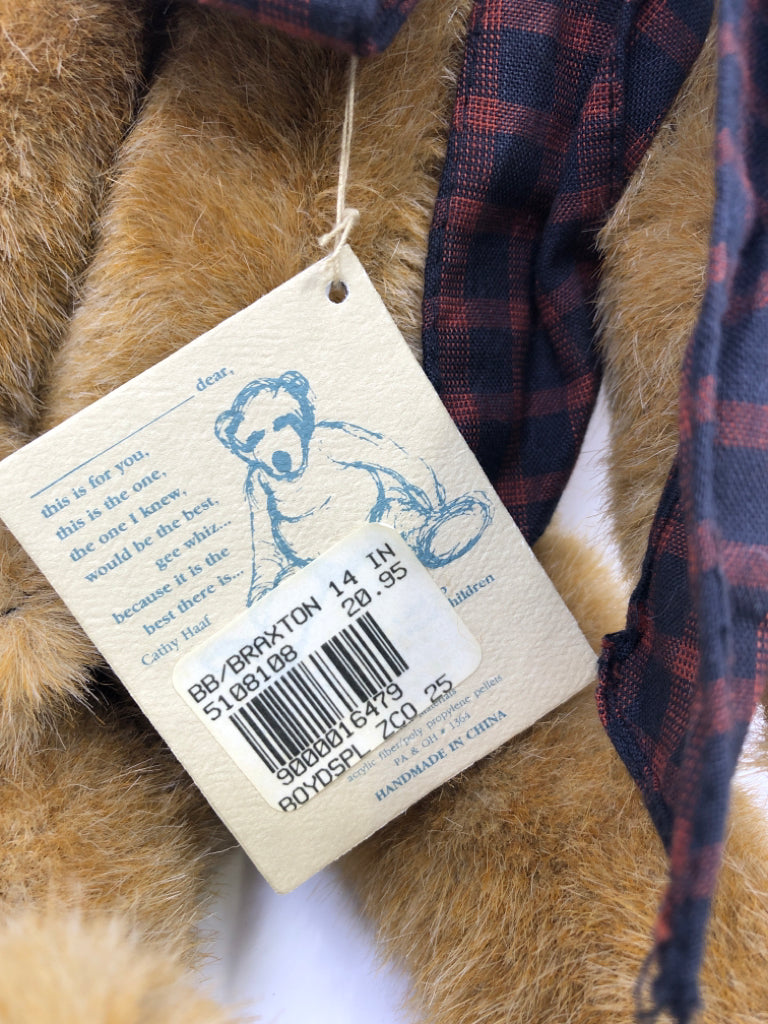 dear,
this is for you,
this is the one,
the one I knew,
would be the best,
gee whiz...
because it is the
best there is...
Cathy Haaf
children
BB/BRAXTON 14 IN
5108108 20.95
9000016479
BOYDSPL ZCO 25
materials
acrylic fiber/poly propylene pellets
PA & OH # 1364
HANDMADE IN CHINA